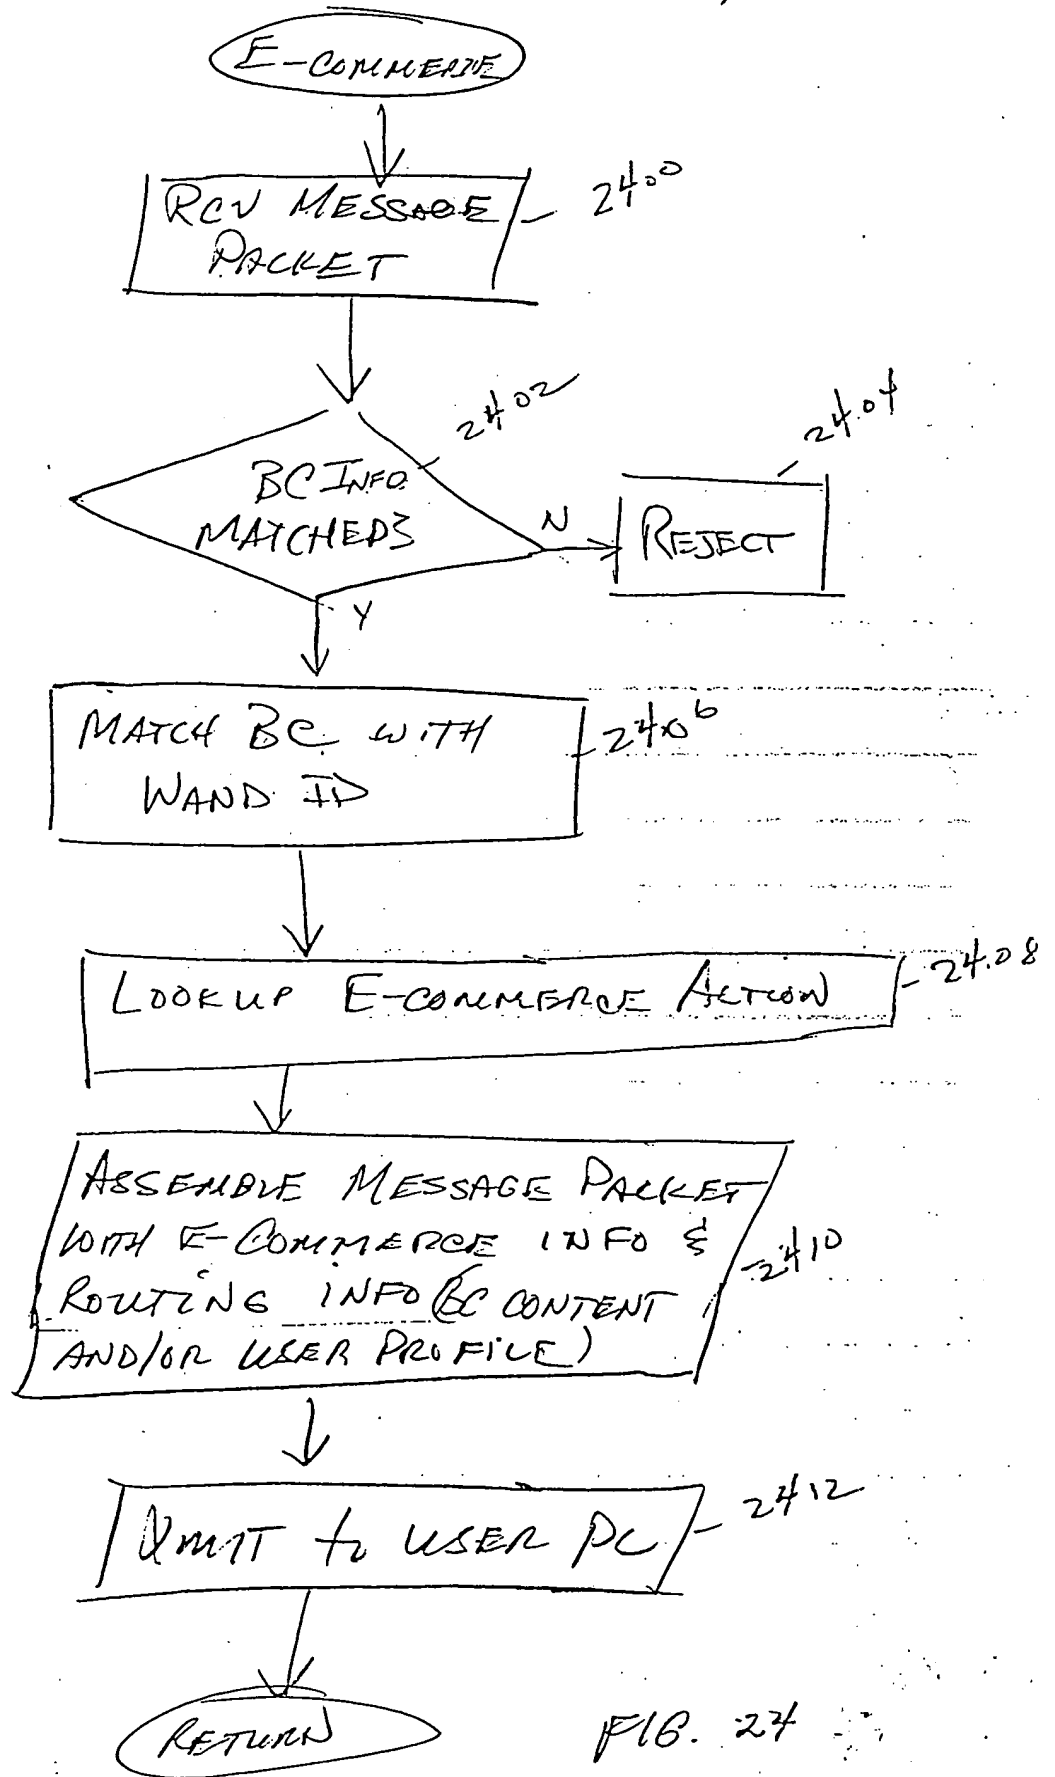 E-COMMERCE
RCV MESSAGE
PACKET
2400
2402
2404
BC INFO.
MATCHED?
N
REJECT
Y
MATCH BC WITH
WAND ID
2406
LOOKUP E-COMMERCE ACTION
2408
ASSEMBLE MESSAGE PACKET
WITH E-COMMERCE INFO &
ROUTING INFO (BC CONTENT
AND/OR USER PROFILE)
2410
XMIT to USER PC
2412
RETURN
FIG. 24